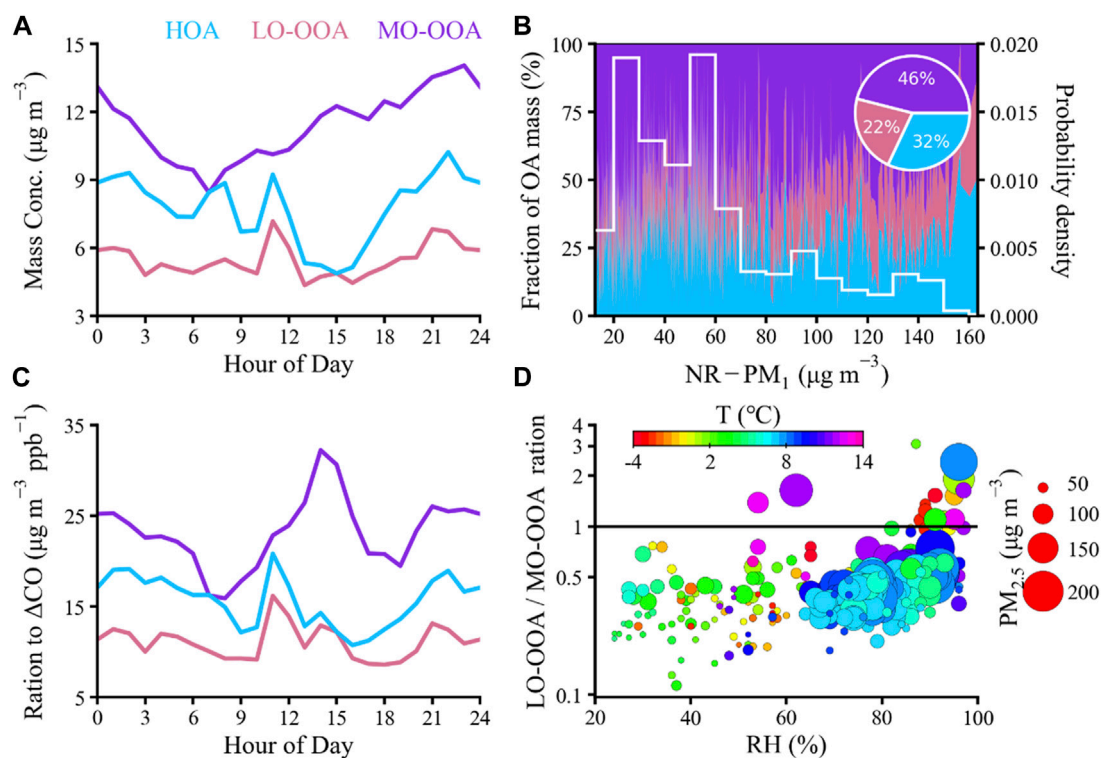 A
HOA LO-OOA MO-OOA
Mass Conc. (μg m⁻³)
15
12
9
6
3
0 3 6 9 12 15 18 21 24
Hour of Day
B
Fraction of OA mass (%)
100
75
50
25
0
46%
22%
32%
0.020
0.015
0.010
0.005
0.000
Probability density
20 40 60 80 100 120 140 160
NR−PM₁ (μg m⁻³)
C
Ration to ΔCO (μg m⁻³ ppb⁻¹)
35
25
15
5
0 3 6 9 12 15 18 21 24
Hour of Day
D
T (°C)
-4 2 8 14
LO-OOA / MO-OOA ration
4
3
2
1
0.5
0.1
20 40 60 80 100
RH (%)
PM₂.₅ (μg m⁻³)
50
100
150
200